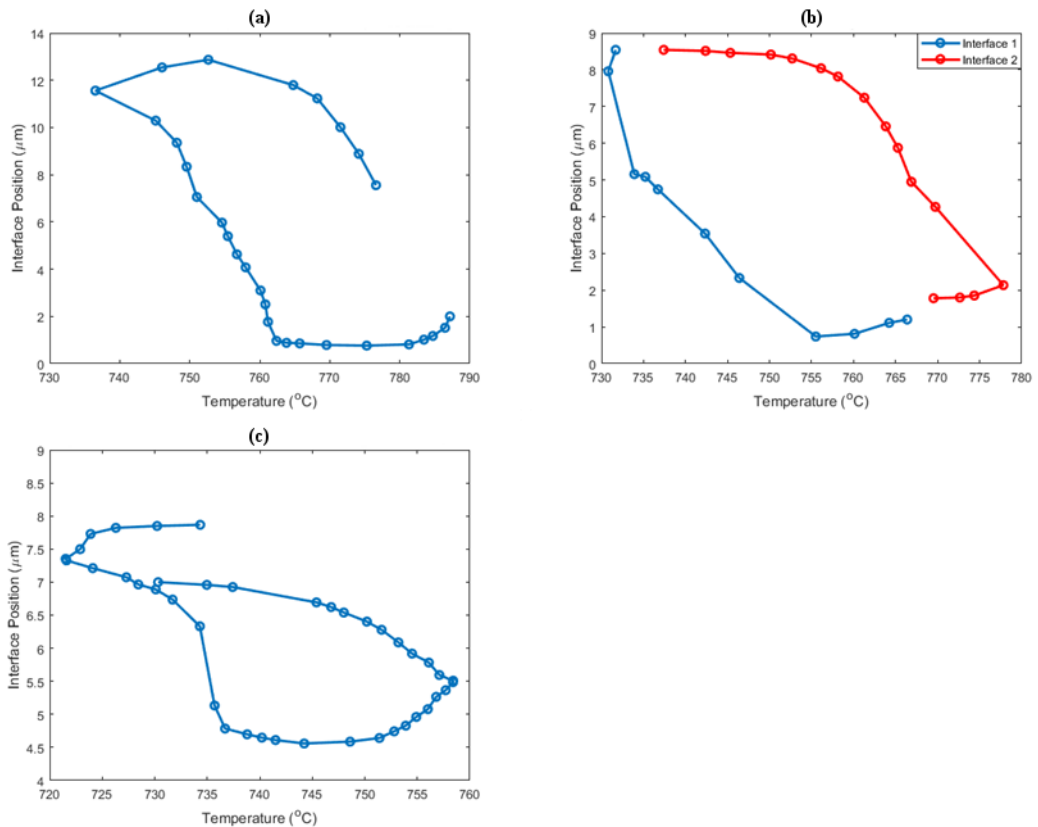 (a)
14
12
10
8
6
4
2
0
Interface Position (μm)
730 740 750 760 770 780 790
Temperature (°C)
(b)
Interface 1
Interface 2
9
8
7
6
5
4
3
2
1
0
Interface Position (μm)
730 735 740 745 750 755 760 765 770 775 780
Temperature (°C)
(c)
9
8.5
8
7.5
7
6.5
6
5.5
5
4.5
4
Interface Position (μm)
720 725 730 735 740 745 750 755 760
Temperature (°C)